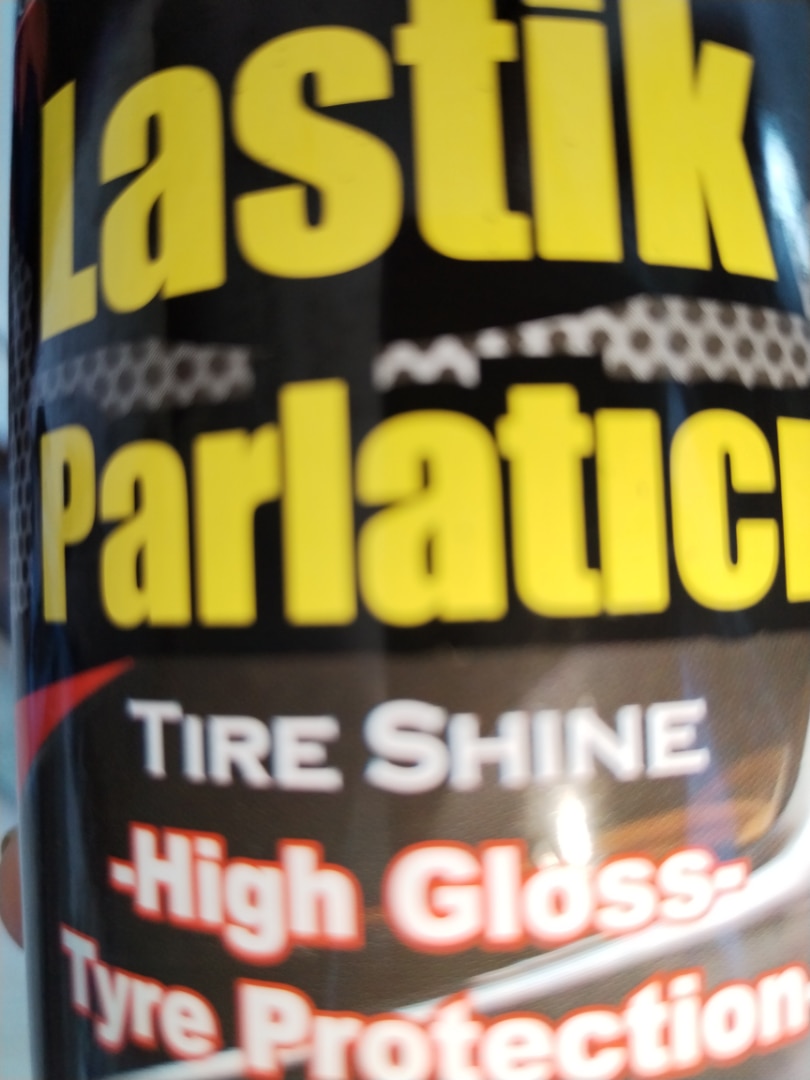 Lastik
Parlatıcı
TIRE SHINE
-High Gloss-
Tyre Protection